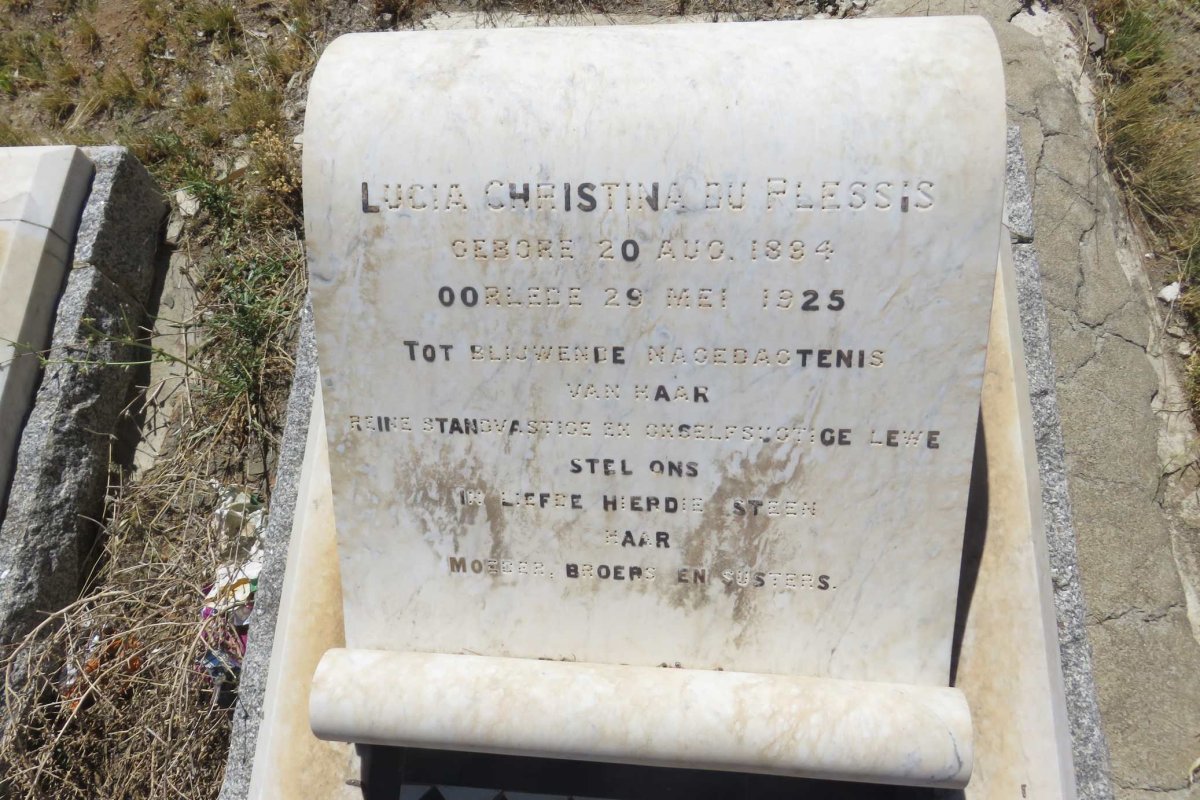 LUCIA CHRISTINA DU PLESSIS
GEBORE 20 AUG. 1894
OORLEDE 29 MEI 1925
TOT BLIJWENDE NAGEDAGTENIS
VAN HAAR
REINE STANDVASTIGE EN ONSELFSUGTIGE LEWE
STEL ONS
IN LIEFDE HIERDIE STEEN
HAAR
MOEDER, BROERS EN SUSTERS.